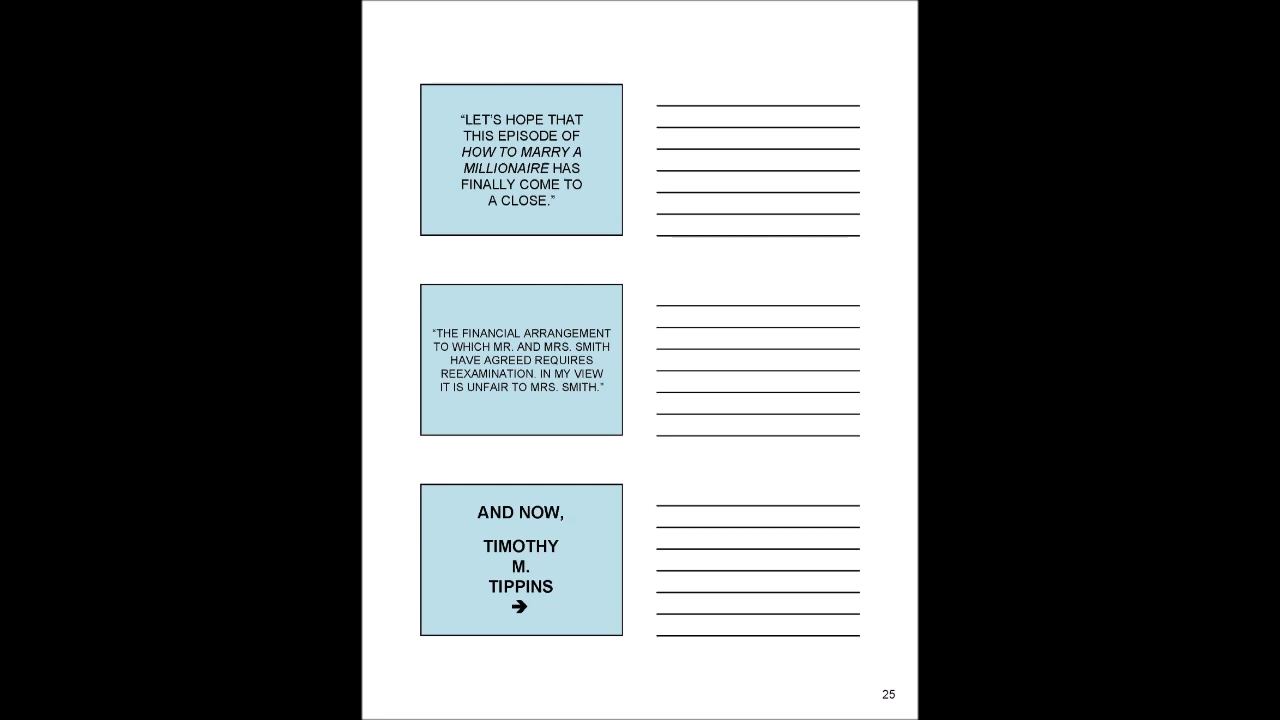 “LET’S HOPE THAT
THIS EPISODE OF
HOW TO MARRY A
MILLIONAIRE HAS
FINALLY COME TO
A CLOSE.”
“THE FINANCIAL ARRANGEMENT
TO WHICH MR. AND MRS. SMITH
HAVE AGREED REQUIRES
REEXAMINATION. IN MY VIEW
IT IS UNFAIR TO MRS. SMITH.”
AND NOW,
TIMOTHY
M.
TIPPINS
➔
25